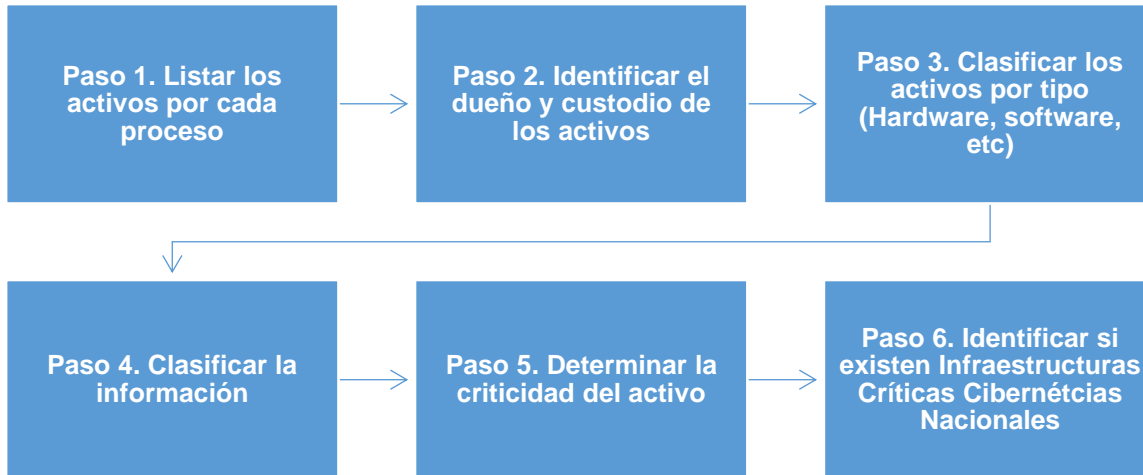 Paso 1. Listar los
activos por cada
proceso
Paso 2. Identificar el
dueño y custodio de
los activos
Paso 3. Clasificar los
activos por tipo
(Hardware, software,
etc)
Paso 4. Clasificar la
información
Paso 5. Determinar la
criticidad del activo
Paso 6. Identificar si
existen Infraestructuras
Críticas Cibernétcias
Nacionales